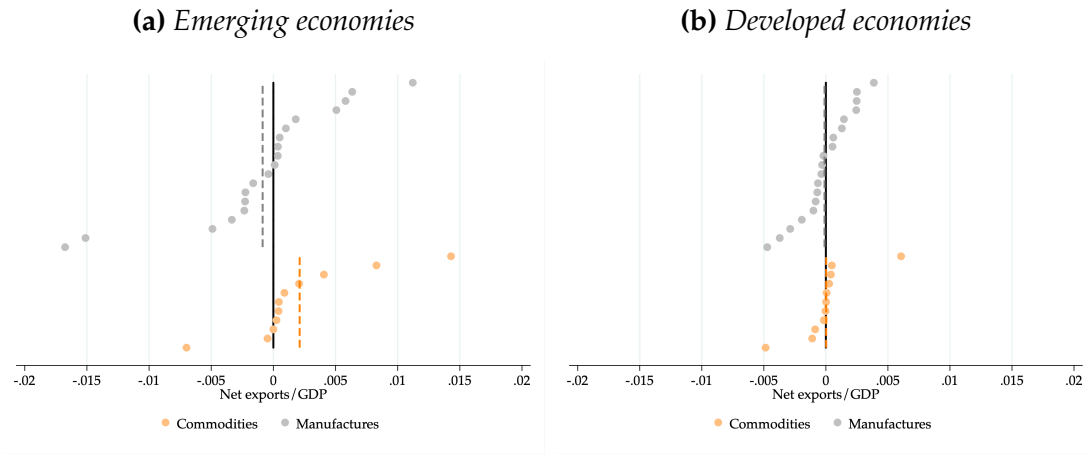 (a) Emerging economies
-.02 -.015 -.01 -.005 0 .005 .01 .015 .02
Net exports/GDP
Commodities Manufactures
(b) Developed economies
-.02 -.015 -.01 -.005 0 .005 .01 .015 .02
Net exports/GDP
Commodities Manufactures